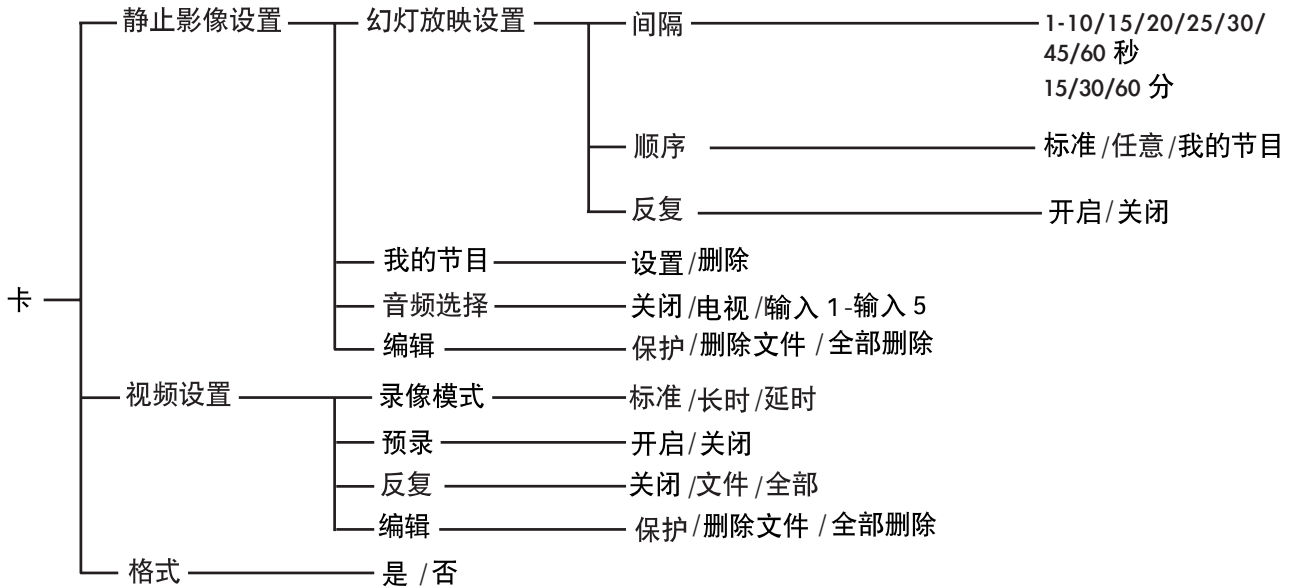 静止影像设置 幻灯放映设置 间隔 1-10/15/20/25/30/
45/60 秒
15/30/60 分
顺序 标准/任意/我的节目
反复 开启/关闭
我的节目 设置/删除
卡 音频选择 关闭/电视/输入1-输入5
编辑 保护/删除文件/全部删除
视频设置 录像模式 标准/长时/延时
预录 开启/关闭
反复 关闭/文件/全部
编辑 保护/删除文件/全部删除
格式 是/否